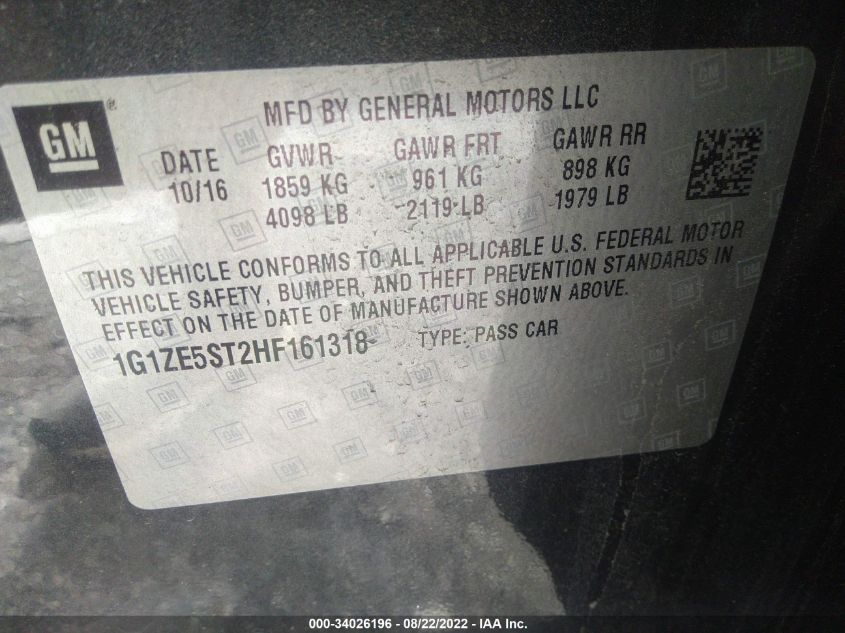 GM ®
MFD BY GENERAL MOTORS LLC
DATE GVWR GAWR FRT GAWR RR
10/16 1859 KG 961 KG 898 KG
4098 LB 2119 LB 1979 LB
THIS VEHICLE CONFORMS TO ALL APPLICABLE U.S. FEDERAL MOTOR
VEHICLE SAFETY, BUMPER, AND THEFT PREVENTION STANDARDS IN
EFFECT ON THE DATE OF MANUFACTURE SHOWN ABOVE.
1G1ZE5ST2HF161318 TYPE: PASS CAR
000-34026196 - 08/22/2022 - IAA Inc.